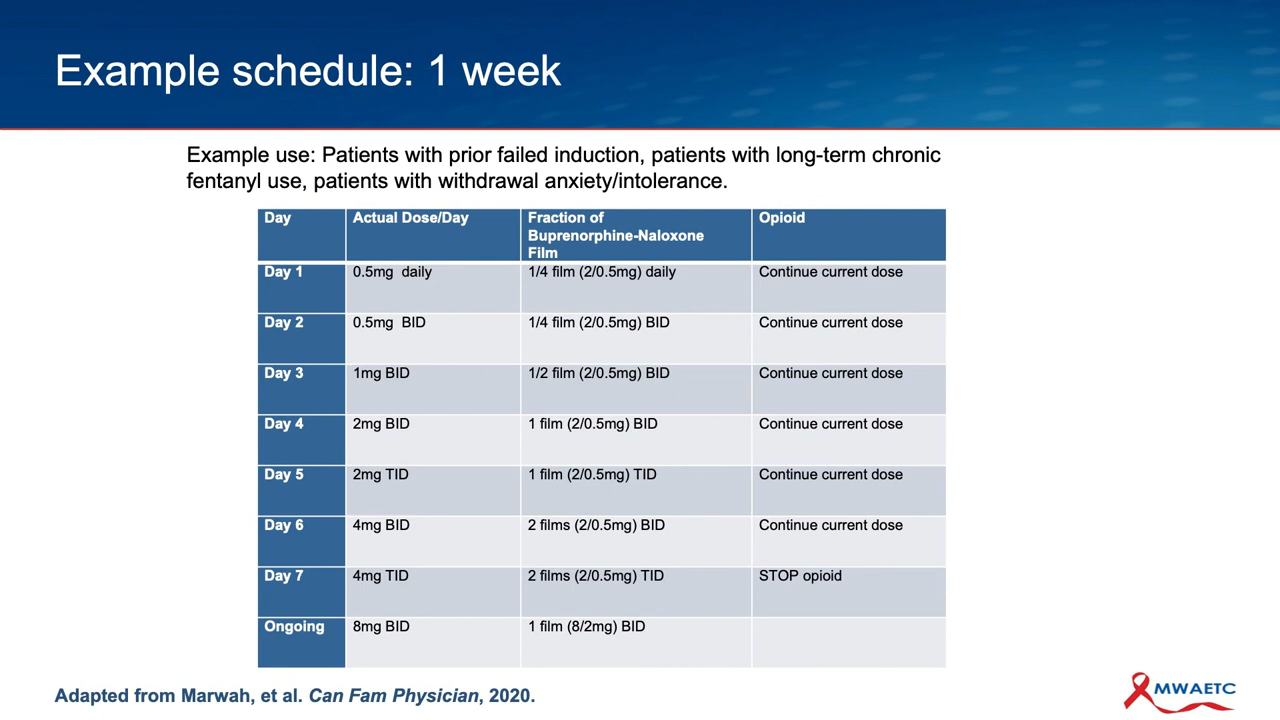 Example schedule: 1 week
Example use: Patients with prior failed induction, patients with long-term chronic
fentanyl use, patients with withdrawal anxiety/intolerance.
Day Actual Dose/Day Fraction of Buprenorphine-Naloxone Film Opioid
Day 1 0.5mg daily 1/4 film (2/0.5mg) daily Continue current dose
Day 2 0.5mg BID 1/4 film (2/0.5mg) BID Continue current dose
Day 3 1mg BID 1/2 film (2/0.5mg) BID Continue current dose
Day 4 2mg BID 1 film (2/0.5mg) BID Continue current dose
Day 5 2mg TID 1 film (2/0.5mg) TID Continue current dose
Day 6 4mg BID 2 films (2/0.5mg) BID Continue current dose
Day 7 4mg TID 2 films (2/0.5mg) TID STOP opioid
Ongoing 8mg BID 1 film (8/2mg) BID
Adapted from Marwah, et al. Can Fam Physician, 2020.
MWAETC